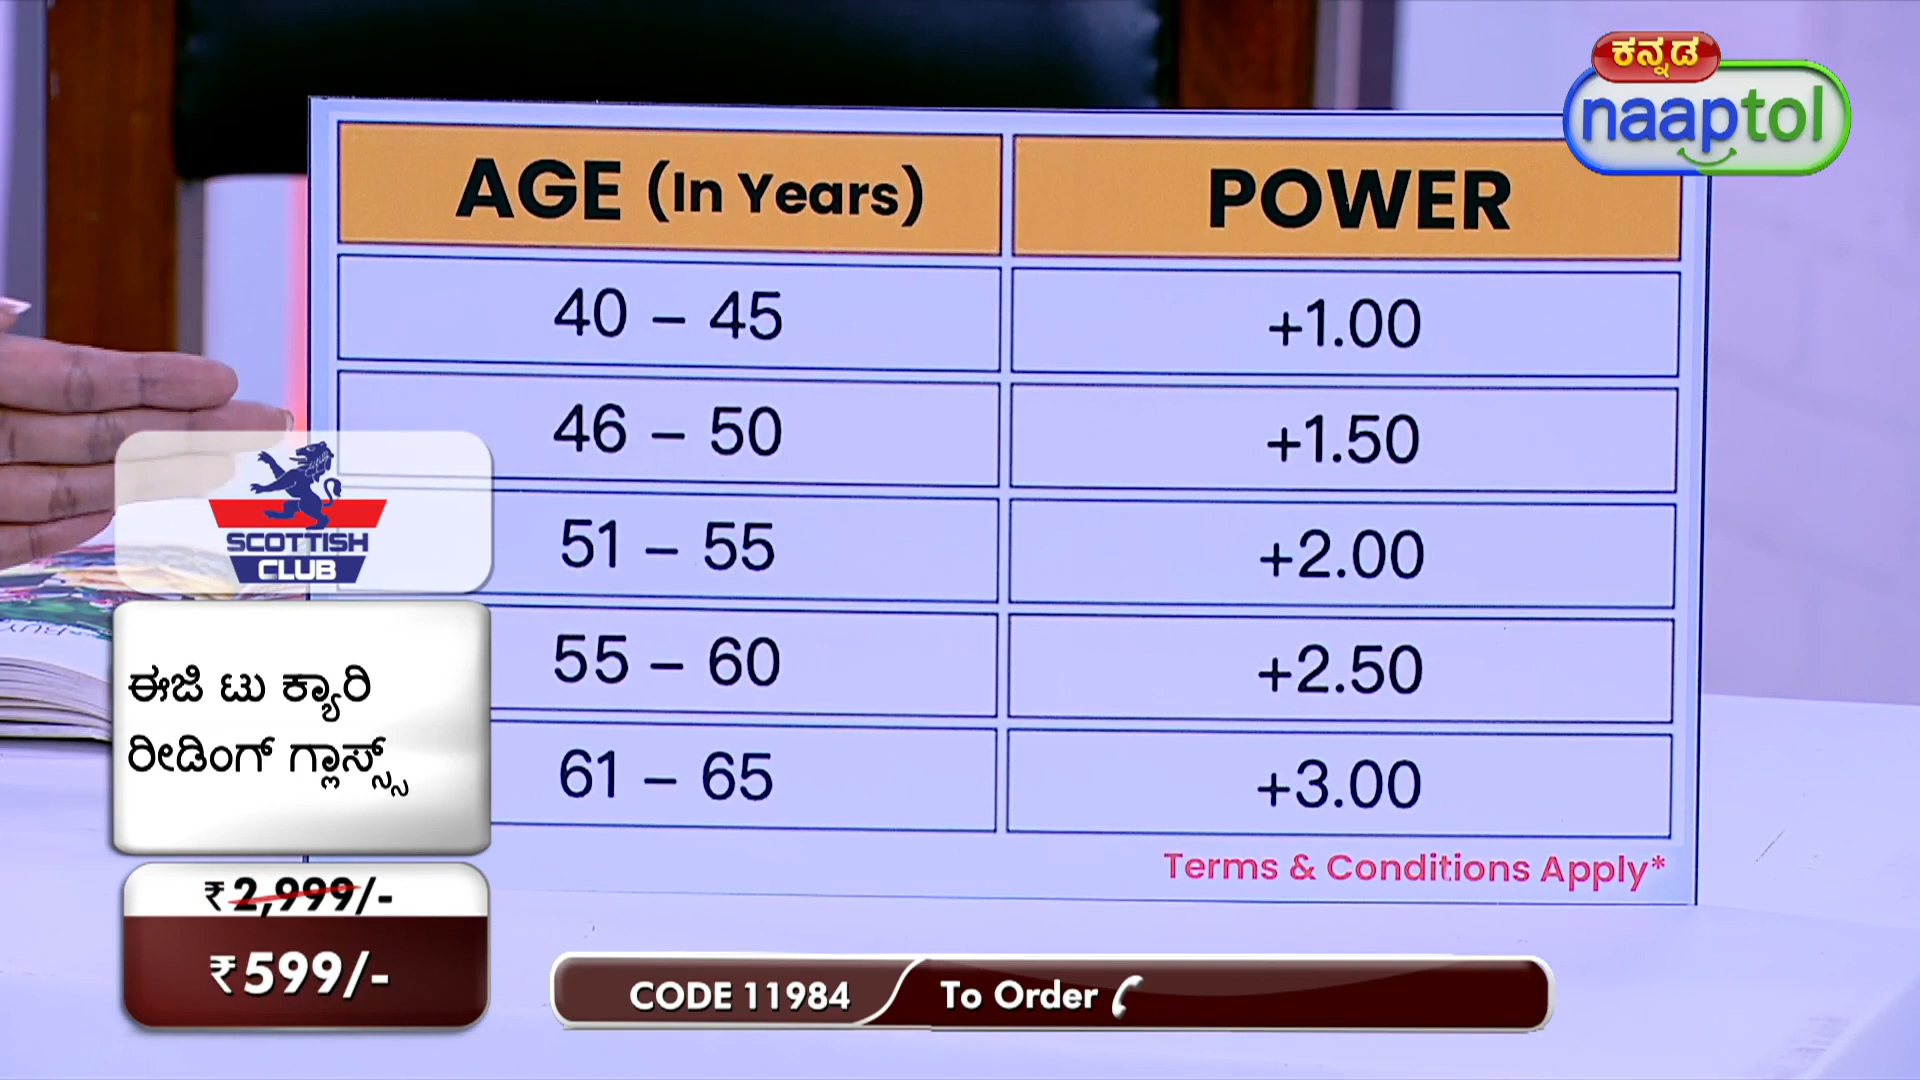 ಕನ್ನಡ
naaptol
AGE (In Years) POWER
40 – 45 +1.00
46 – 50 +1.50
51 – 55 +2.00
55 – 60 +2.50
61 – 65 +3.00
Terms & Conditions Apply*
SCOTTISH
CLUB
ಈಜಿ ಟು ಕ್ಯಾರಿ
ರೀಡಿಂಗ್ ಗ್ಲಾಸ್ಸ್
₹2,999/-
₹599/-
CODE 11984 To Order